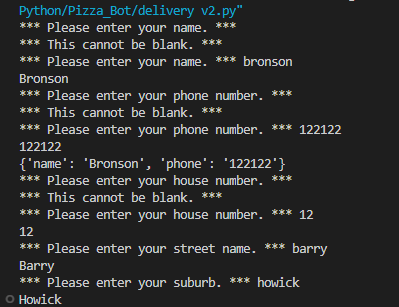 Python/Pizza_Bot/delivery v2.py"
*** Please enter your name. ***
*** This cannot be blank. ***
*** Please enter your name. *** bronson
Bronson
*** Please enter your phone number. ***
*** This cannot be blank. ***
*** Please enter your phone number. *** 122122
122122
{'name': 'Bronson', 'phone': '122122'}
*** Please enter your house number. ***
*** This cannot be blank. ***
*** Please enter your house number. *** 12
12
*** Please enter your street name. *** barry
Barry
*** Please enter your suburb. *** howick
Howick